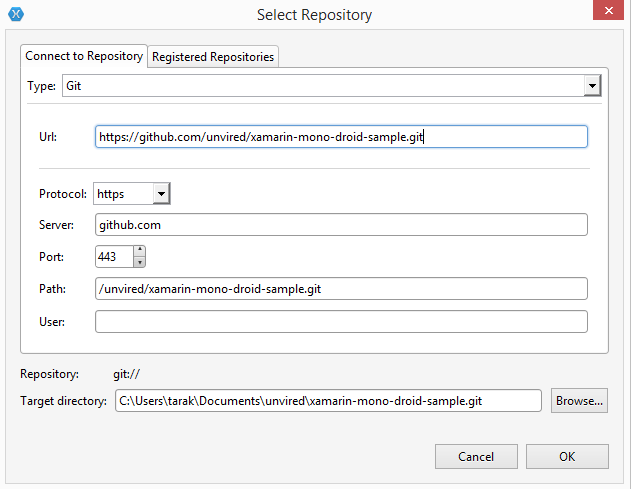 Select Repository
Connect to Repository Registered Repositories
Type: Git
Url: https://github.com/unvired/xamarin-mono-droid-sample.git
Protocol: https
Server: github.com
Port: 443
Path: /unvired/xamarin-mono-droid-sample.git
User:
Repository: git://
Target directory: C:\Users\tarak\Documents\unvired\xamarin-mono-droid-sample.git Browse...
Cancel OK